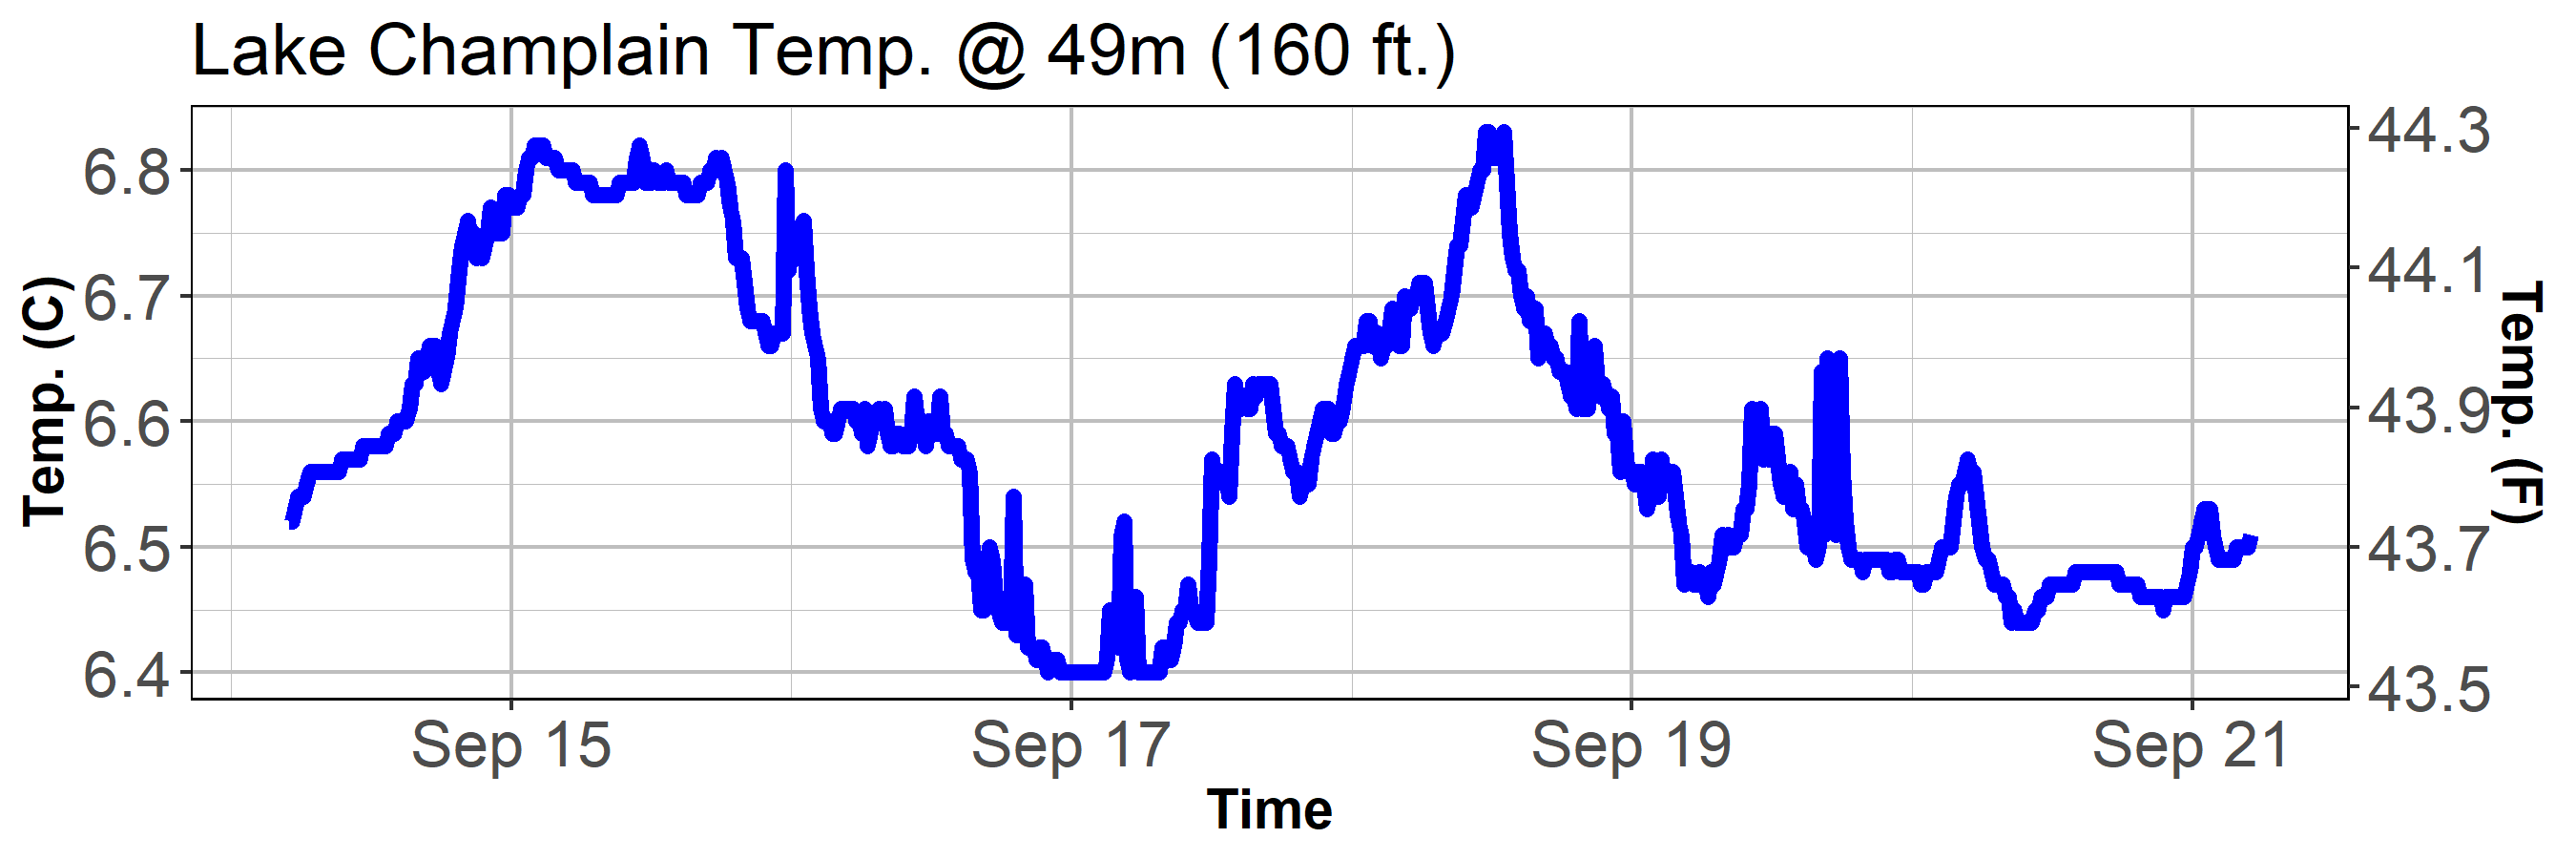 Lake Champlain Temp. @ 49m (160 ft.)
Temp. (C)
6.8
6.7
6.6
6.5
6.4
44.3
44.1
43.9
43.7
43.5
Temp. (F)
Sep 15 Sep 17 Sep 19 Sep 21
Time